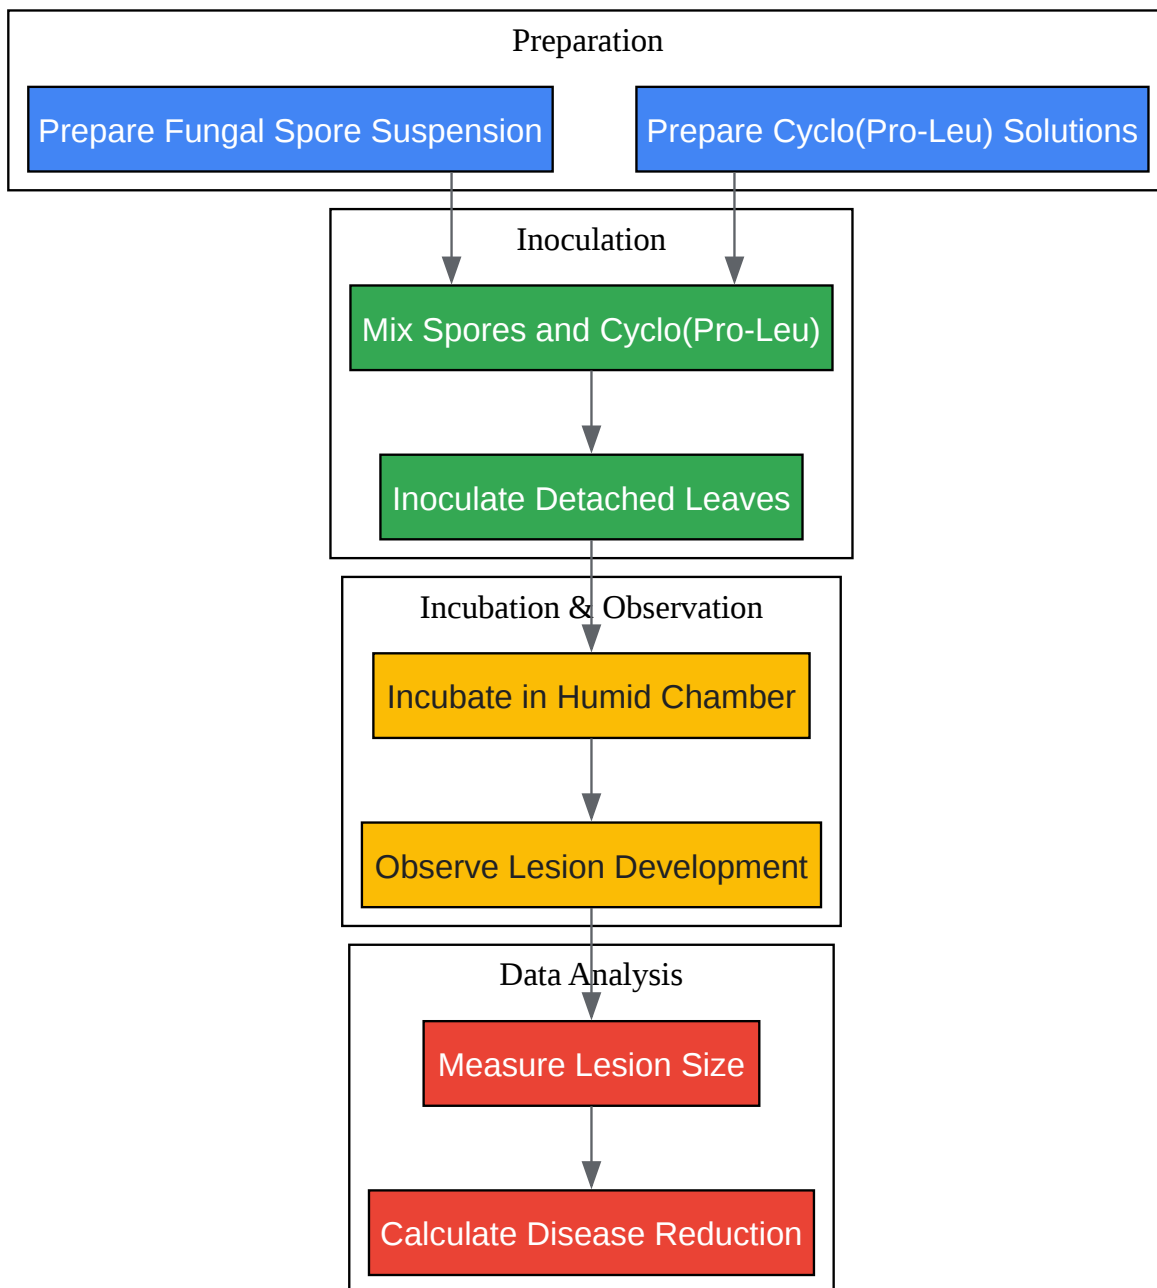 Preparation
Prepare Fungal Spore Suspension
Prepare Cyclo(Pro-Leu) Solutions
Inoculation
Mix Spores and Cyclo(Pro-Leu)
Inoculate Detached Leaves
Incubation & Observation
Incubate in Humid Chamber
Observe Lesion Development
Data Analysis
Measure Lesion Size
Calculate Disease Reduction